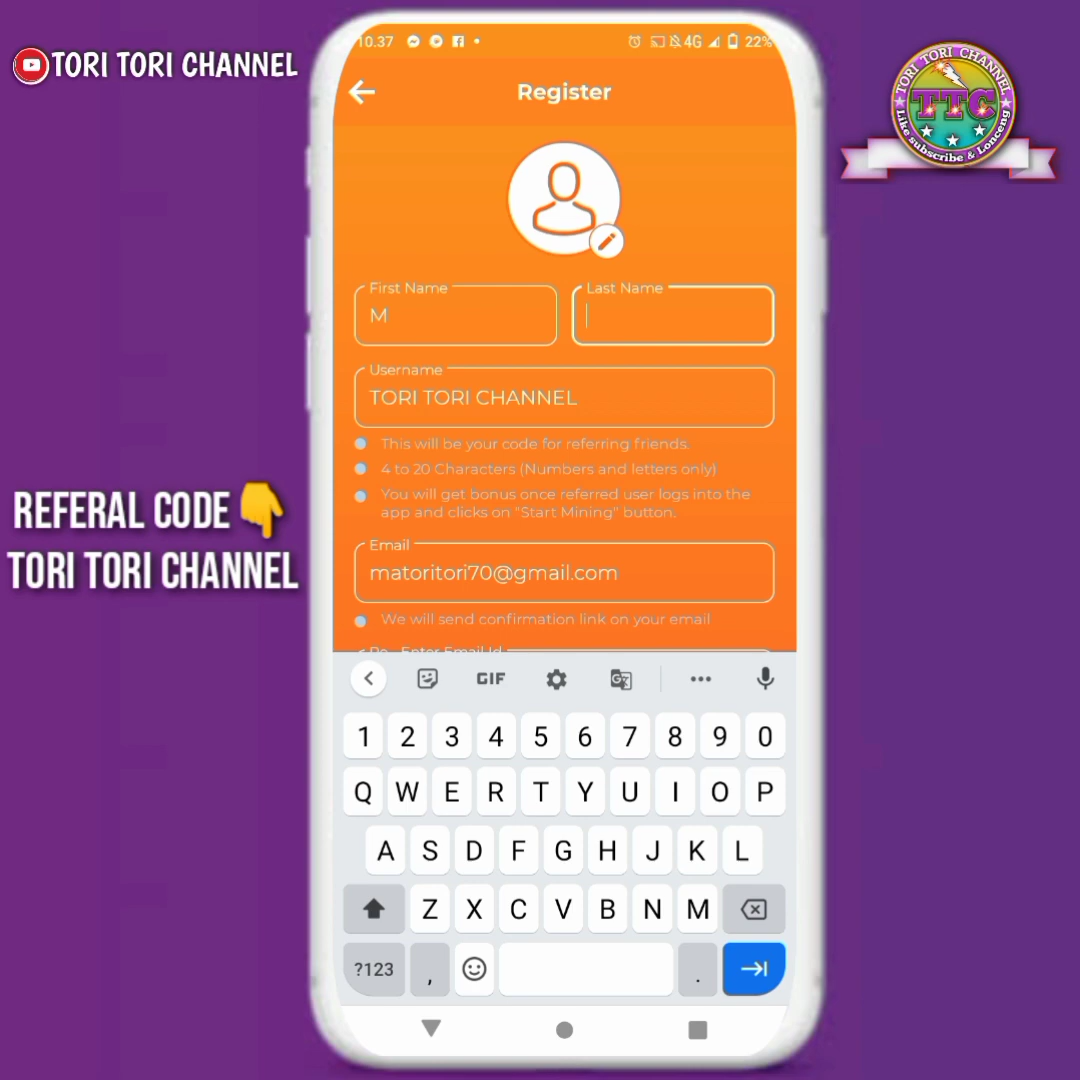 TORI TORI CHANNEL
10.37
4G
22%
TORI TORI CHANNEL
TTC
Like subscribe & Lonceng
Register
First Name
Last Name
M
Username
TORI TORI CHANNEL
This will be your code for referring friends.
4 to 20 Characters (Numbers and letters only)
You will get bonus once referred user logs into the
app and clicks on "Start Mining" button.
REFERAL CODE👇
TORI TORI CHANNEL
Email
matoritori70@gmail.com
We will send confirmation link on your email
Re - Enter Email Id
GIF
G
1 2 3 4 5 6 7 8 9 0
Q W E R T Y U I O P
A S D F G H J K L
Z X C V B N M
?123 , .